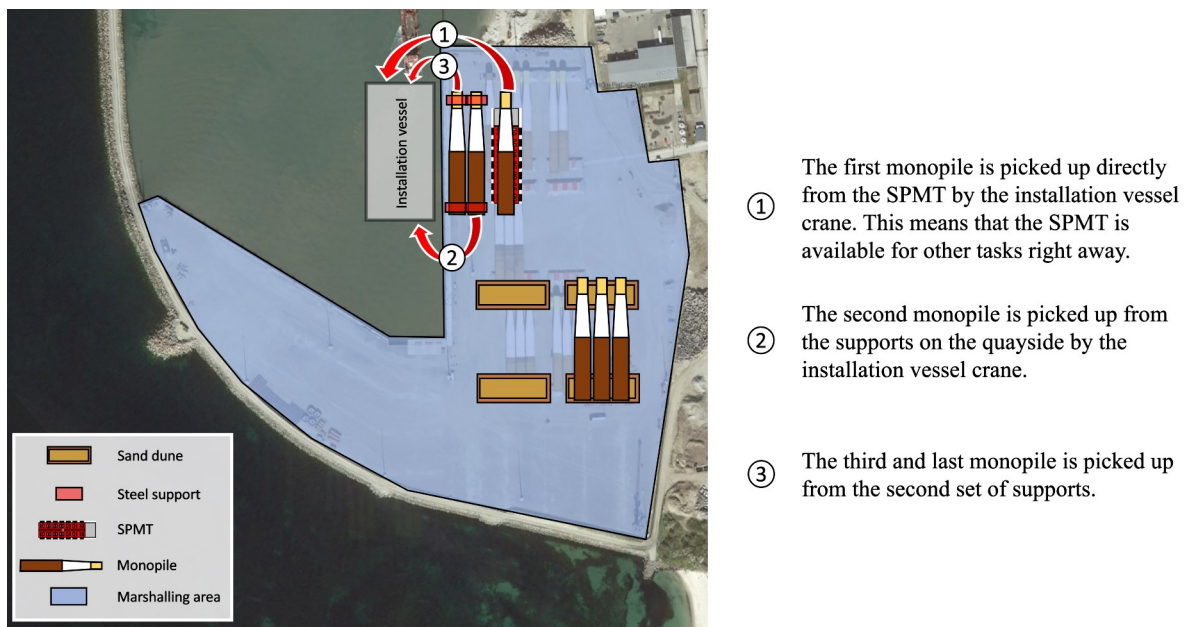 1
3
Installation vessel
2
Sand dune
Steel support
SPMT
Monopile
Marshalling area
1
The first monopile is picked up directly
from the SPMT by the installation vessel
crane. This means that the SPMT is
available for other tasks right away.
2
The second monopile is picked up from
the supports on the quayside by the
installation vessel crane.
3
The third and last monopile is picked up
from the second set of supports.